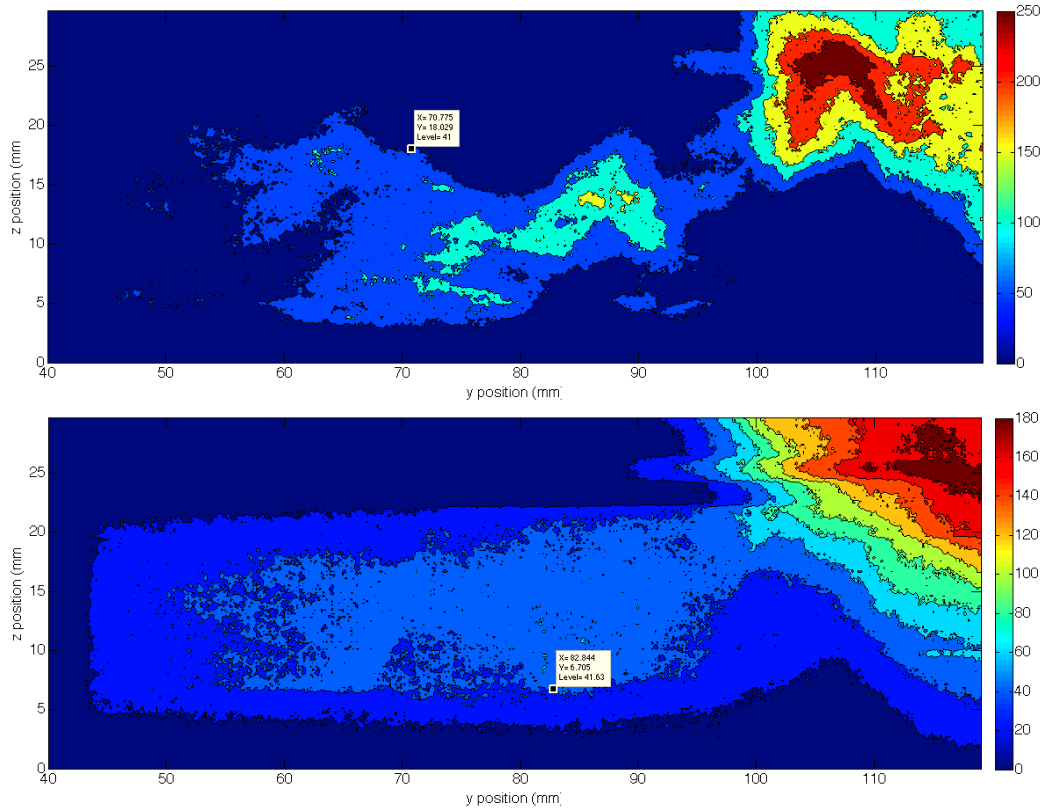 250
200
150
100
50
0
25
20
15
10
5
0
z position (mm
X= 70.775
Y= 18.029
Level= 41
40 50 60 70 80 90 100 110
y position (mm)
180
160
140
120
100
80
60
40
20
0
25
20
15
10
5
0
z position (mm
X= 82.844
Y= 6.705
Level= 41.63
40 50 60 70 80 90 100 110
y position (mm)